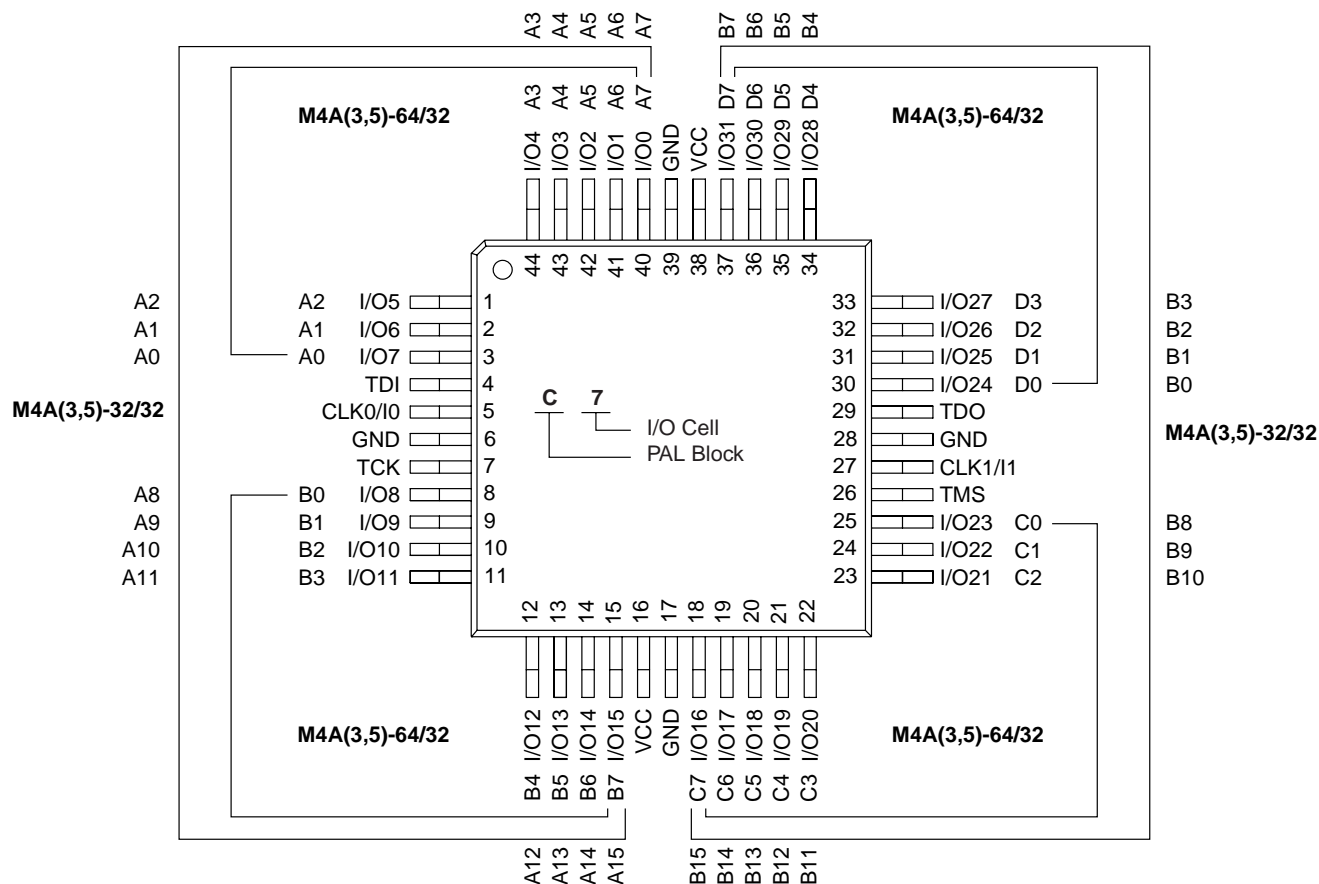 A3 A4 A5 A6 A7 B7 B6 B5 B4
A3 A4 A5 A6 A7 D7 D6 D5 D4
M4A(3,5)-64/32 M4A(3,5)-64/32
I/O4 I/O3 I/O2 I/O1 I/O0 GND VCC I/O31 I/O30 I/O29 I/O28
44 43 42 41 40 39 38 37 36 35 34
A2 A2 I/O5 1 33 I/O27 D3 B3
A1 A1 I/O6 2 32 I/O26 D2 B2
A0 A0 I/O7 3 31 I/O25 D1 B1
TDI 4 30 I/O24 D0 B0
M4A(3,5)-32/32 CLK0/I0 5 C 7 29 TDO
GND 6 I/O Cell 28 GND M4A(3,5)-32/32
TCK 7 PAL Block 27 CLK1/I1
A8 B0 I/O8 8 26 TMS
A9 B1 I/O9 9 25 I/O23 C0 B8
A10 B2 I/O10 10 24 I/O22 C1 B9
A11 B3 I/O11 11 23 I/O21 C2 B10
12 13 14 15 16 17 18 19 20 21 22
I/O12 I/O13 I/O14 I/O15 VCC GND I/O16 I/O17 I/O18 I/O19 I/O20
M4A(3,5)-64/32 M4A(3,5)-64/32
B4 B5 B6 B7 C7 C6 C5 C4 C3
A12 A13 A14 A15 B15 B14 B13 B12 B11